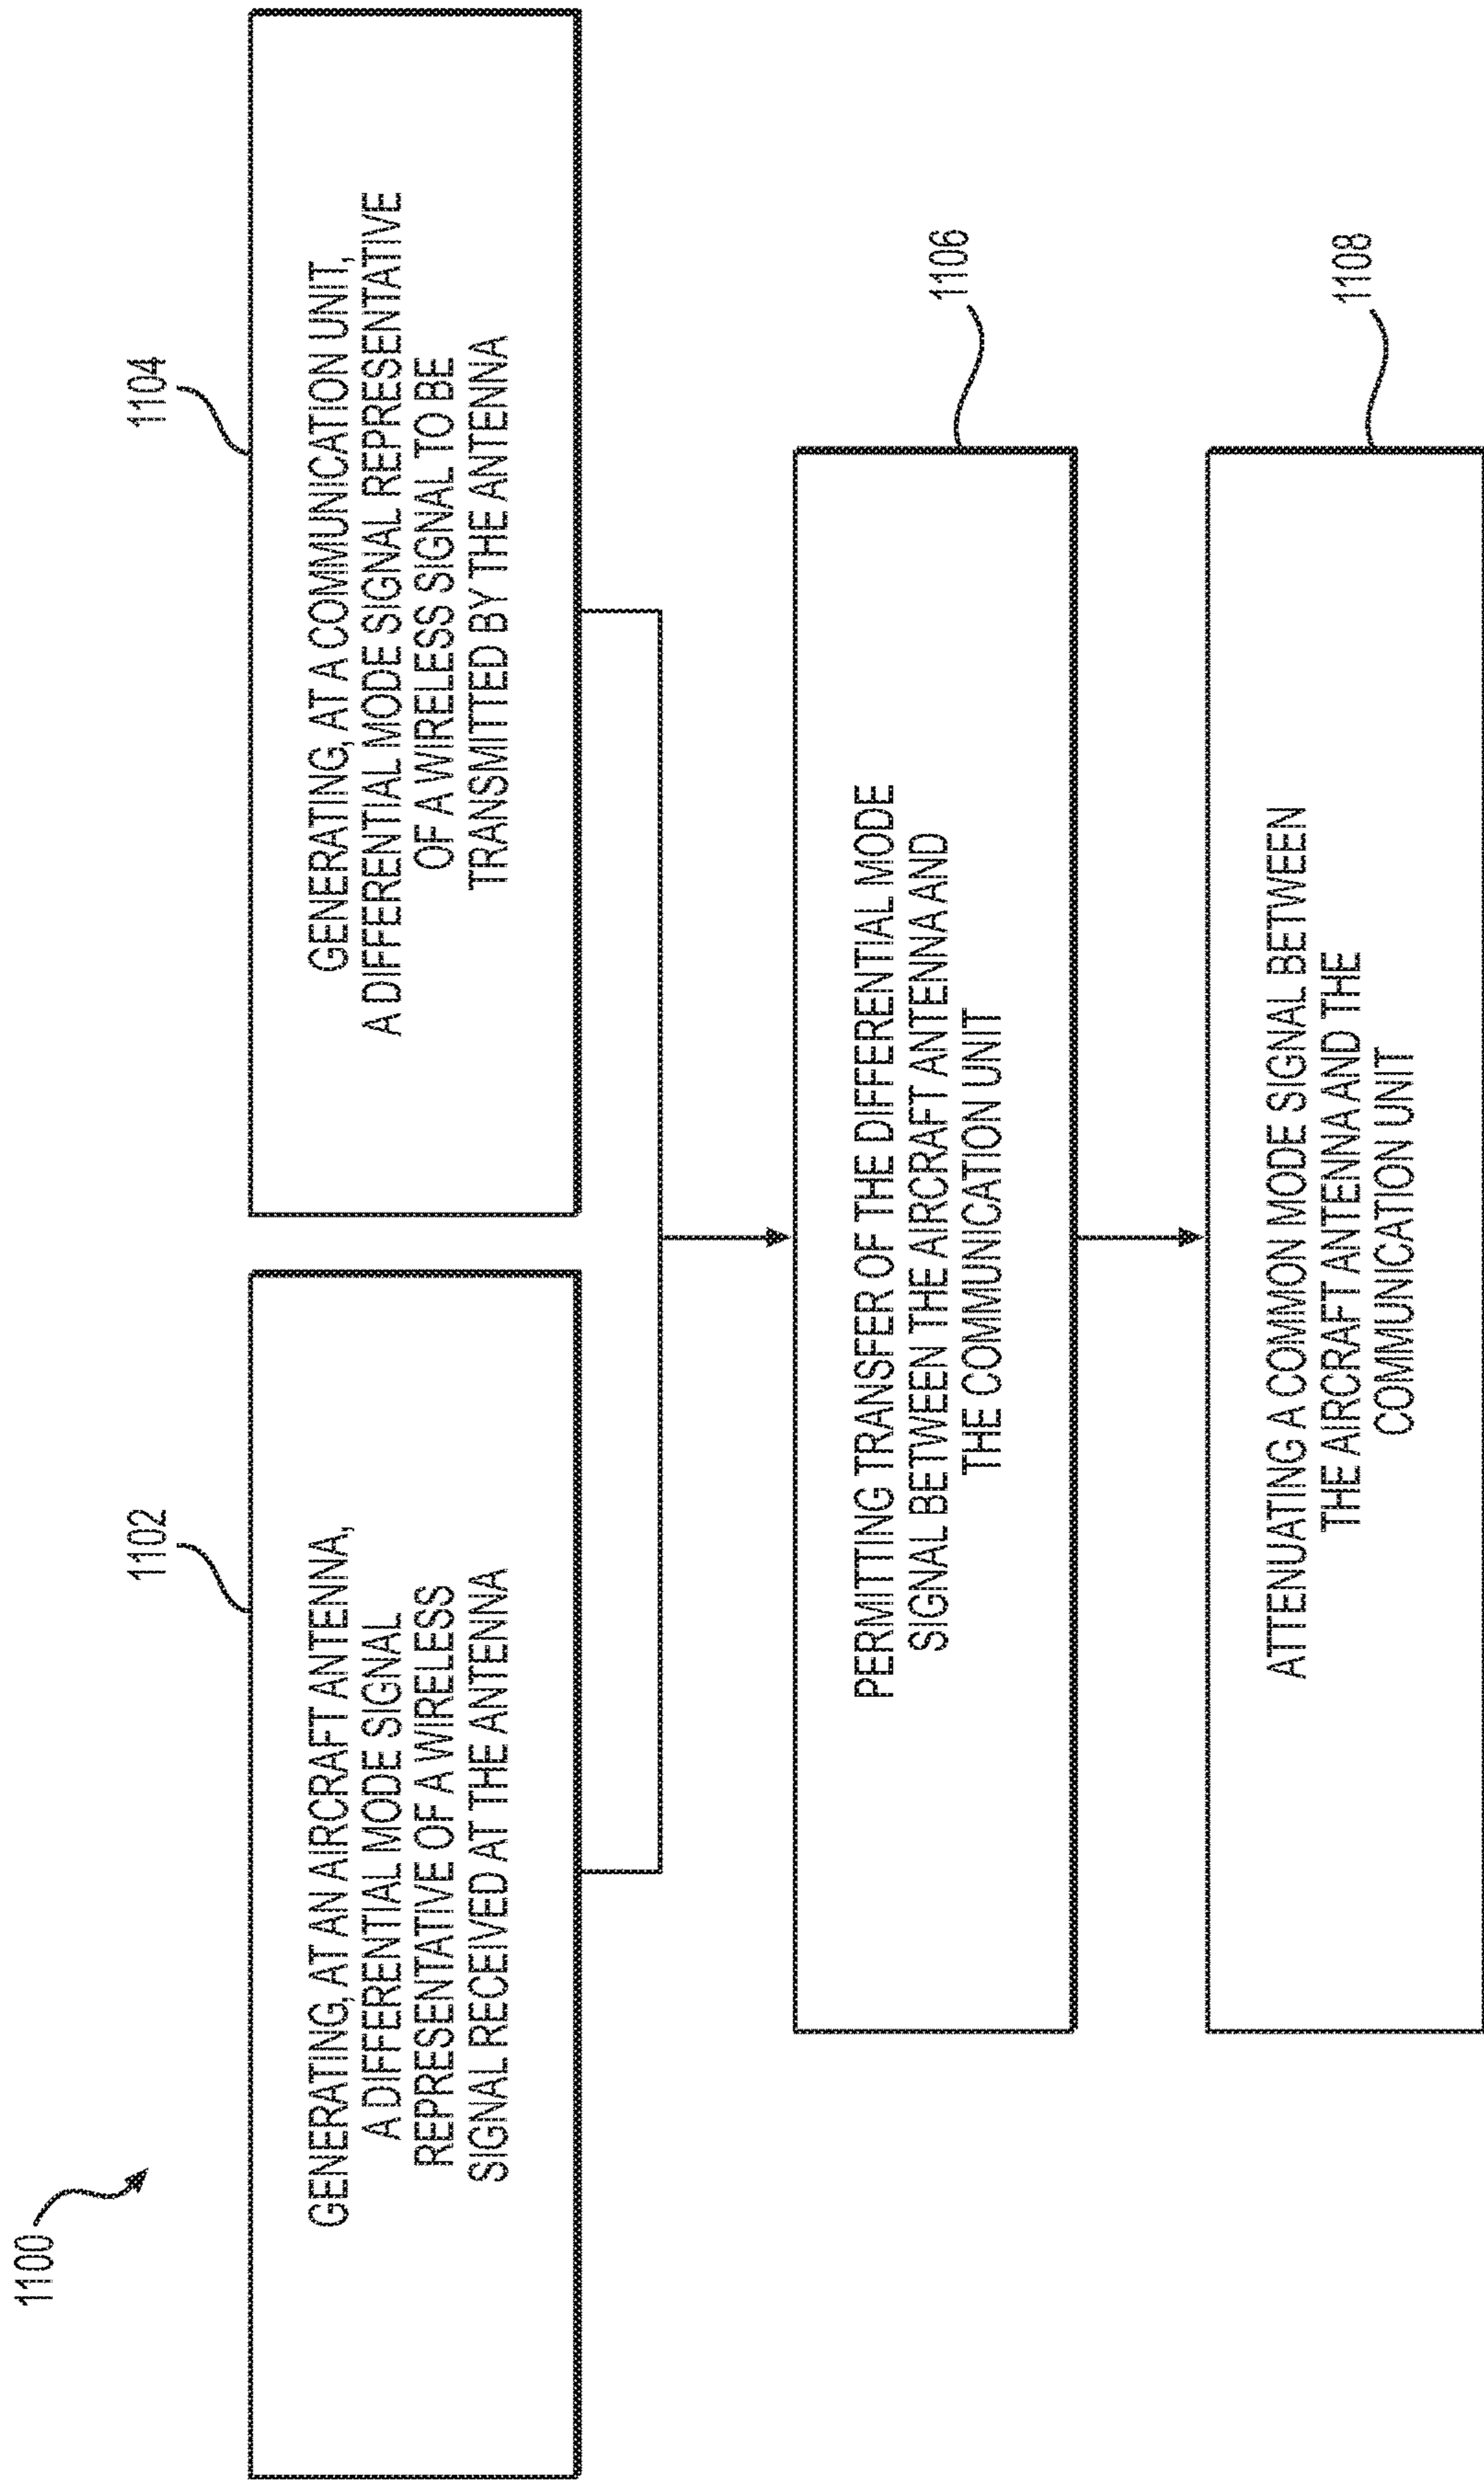 1100
1102
GENERATING, AT AN AIRCRAFT ANTENNA,
A DIFFERENTIAL MODE SIGNAL
REPRESENTATIVE OF A WIRELESS
SIGNAL RECEIVED AT THE ANTENNA
1104
GENERATING, AT A COMMUNICATION UNIT,
A DIFFERENTIAL MODE SIGNAL REPRESENTATIVE
OF A WIRELESS SIGNAL TO BE
TRANSMITTED BY THE ANTENNA
1106
PERMITTING TRANSFER OF THE DIFFERENTIAL MODE
SIGNAL BETWEEN THE AIRCRAFT ANTENNA AND
THE COMMUNICATION UNIT
1108
ATTENUATING A COMMON MODE SIGNAL BETWEEN
THE AIRCRAFT ANTENNA AND THE
COMMUNICATION UNIT